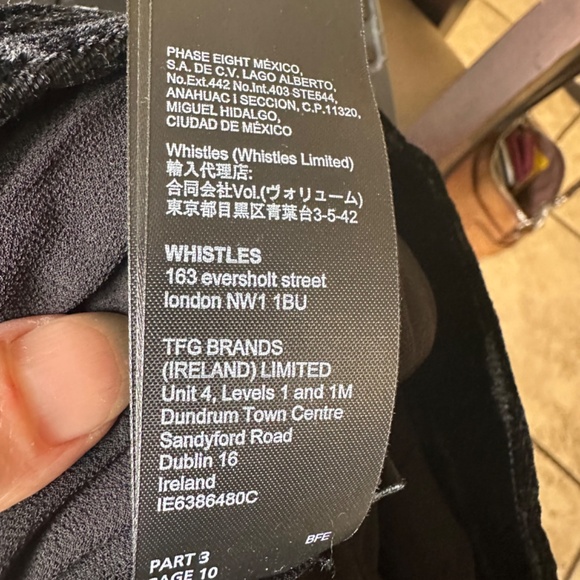 PHASE EIGHT MÉXICO,
S.A. DE C.V. LAGO ALBERTO,
No.Ext.442 No.Int.403 STE544,
ANAHUAC I SECCION, C.P.11320,
MIGUEL HIDALGO,
CIUDAD DE MÉXICO
Whistles (Whistles Limited)
輸入代理店:
合同会社Vol.(ヴォリューム)
東京都目黒区青葉台3-5-42
WHISTLES
163 eversholt street
london NW1 1BU
TFG BRANDS
(IRELAND) LIMITED
Unit 4, Levels 1 and 1M
Dundrum Town Centre
Sandyford Road
Dublin 16
Ireland
IE6386480C
BFE
PART 3
PAGE 10